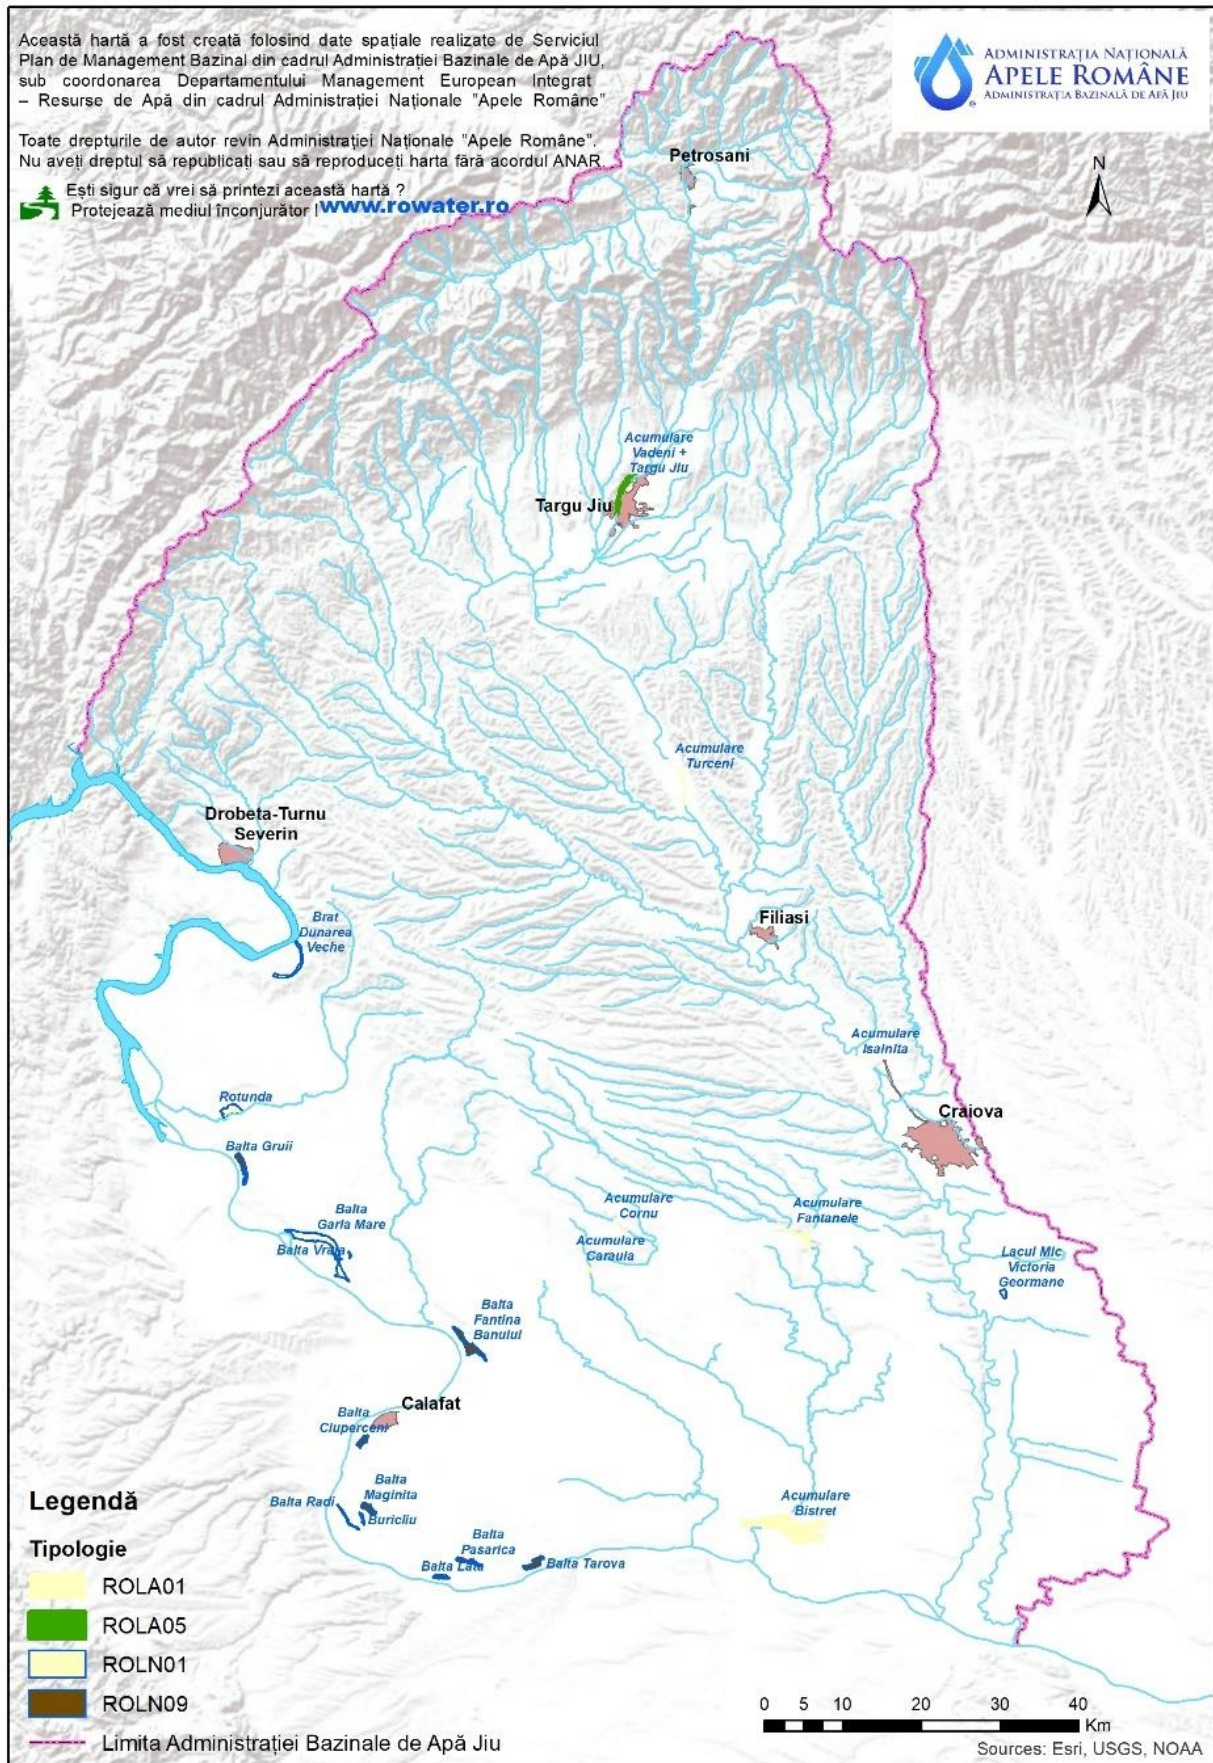 Această hartă a fost creată folosind date spațiale realizate de Serviciul
Plan de Management Bazinal din cadrul Administrației Bazinale de Apă JIU,
sub coordonarea Departamentului Management European Integrat
– Resurse de Apă din cadrul Administrației Naționale "Apele Române"
Toate drepturile de autor revin Administrației Naționale "Apele Române".
Nu aveți dreptul să republicați sau să reproduceți harta fără acordul ANAR.
Ești sigur că vrei să printezi această hartă ?
Protejează mediul înconjurător ! www.rowater.ro
ADMINISTRAȚIA NAȚIONALĂ
APELE ROMÂNE
ADMINISTRAȚIA BAZINALĂ DE APĂ JIU
N
Petrosani
Acumulare
Vadeni +
Targu Jiu
Targu Jiu
Acumulare
Turceni
Drobeta-Turnu
Severin
Brat
Dunarea
Veche
Filiasi
Acumulare
Isalnita
Rotunda
Craiova
Balta Gruii
Balta
Garla Mare
Balta Vrata
Acumulare
Cornu
Acumulare
Caraula
Acumulare
Fantanele
Lacul Mic
Victoria
Geormane
Balta
Fantina
Banului
Calafat
Balta
Ciuperceni
Balta
Maginita
Balta Radi
Buricliu
Balta
Pasarica
Balta Lata
Balta Tarova
Acumulare
Bistret
Legendă
Tipologie
ROLA01
ROLA05
ROLN01
ROLN09
Limita Administrației Bazinale de Apă Jiu
0 5 10 20 30 40
Km
Sources: Esri, USGS, NOAA